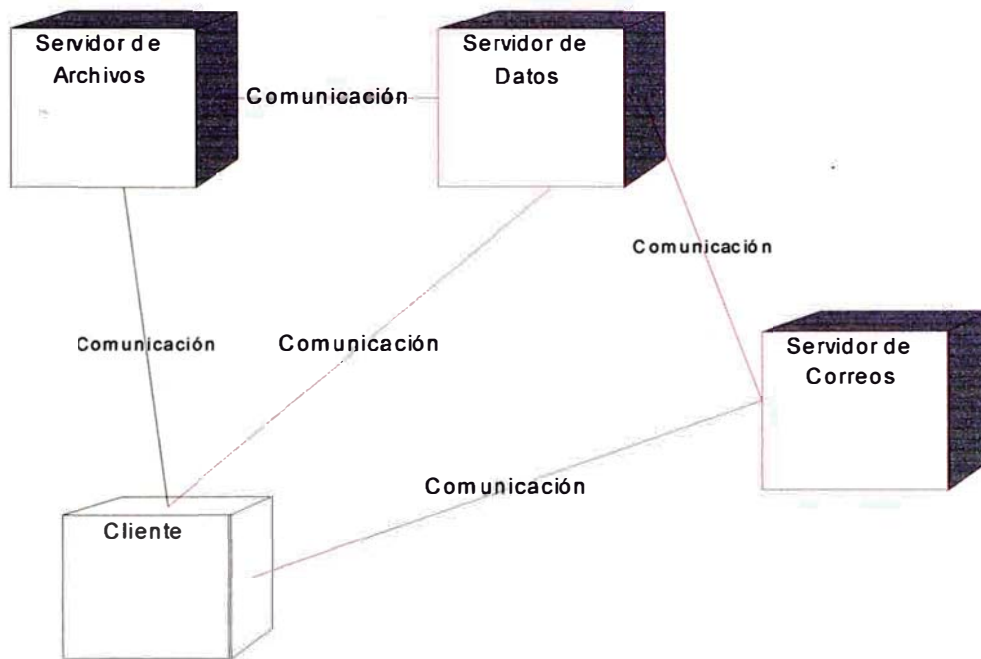 Servidor de
Archivos
Comunicación
Servidor de
Datos
Comunicación
Comunicación
Comunicación
Servidor de
Correos
Comunicación
Cliente